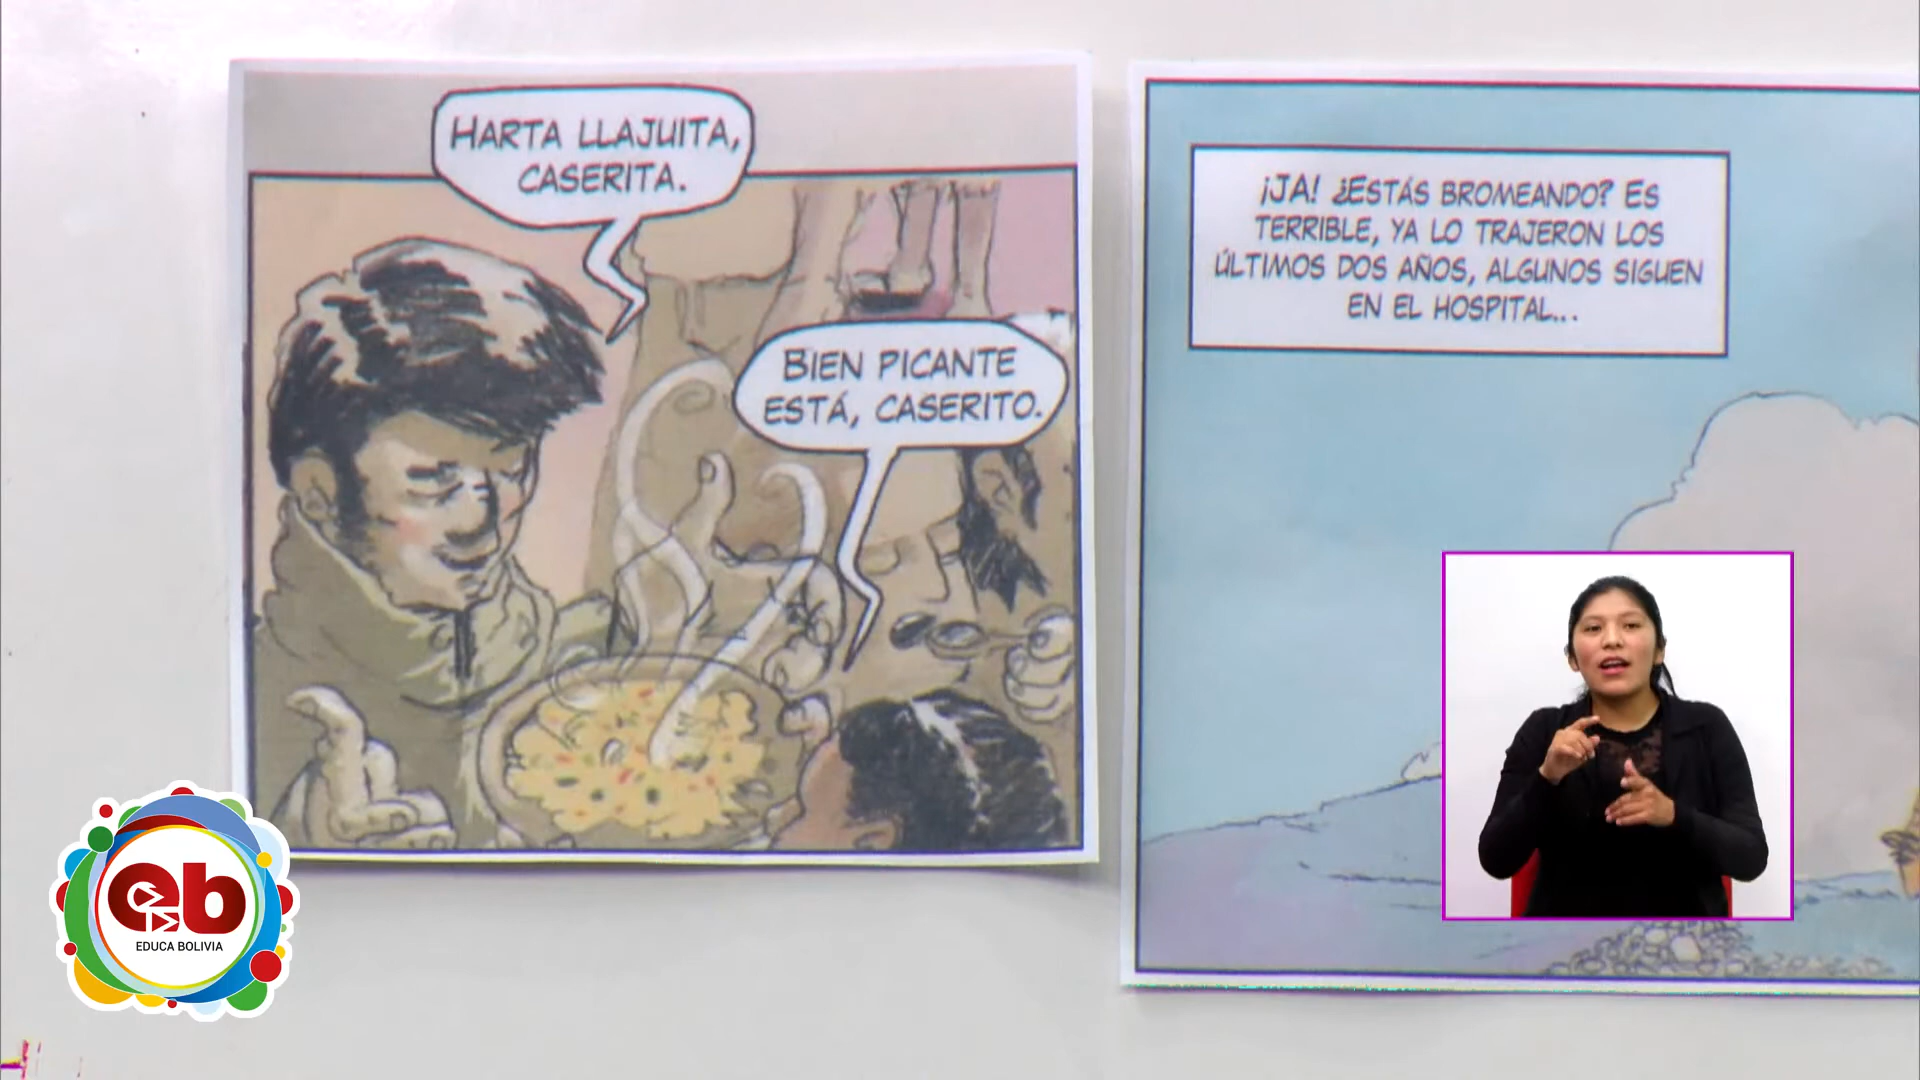 HARTA LLAJUITA,
CASERITA.
BIEN PICANTE
ESTÁ, CASERITO.
¡JA! ¿ESTÁS BROMEANDO? ES
TERRIBLE, YA LO TRAJERON LOS
ÚLTIMOS DOS AÑOS, ALGUNOS SIGUEN
EN EL HOSPITAL...
eb
EDUCA BOLIVIA